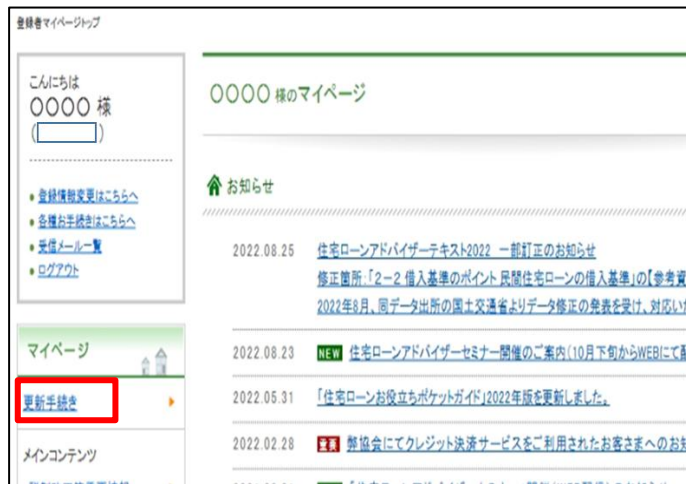 登録者マイページトップ
こんにちは
〇〇〇〇 様
( )
登録情報変更はこちらへ
各種お手続きはこちらへ
受信メール一覧
ログアウト
マイページ
更新手続き
メインコンテンツ
〇〇〇〇 様のマイページ
お知らせ
2022.08.25 住宅ローンアドバイザーテキスト2022 一部訂正のお知らせ
修正箇所:「2-2 借入基準のポイント 民間住宅ローンの借入基準」の【参考資
2022年8月、同データ出所の国土交通省よりデータ修正の発表を受け、対応い
2022.08.23 NEW 住宅ローンアドバイザーセミナー開催のご案内(10月下旬からWEBにて配
2022.05.31 「住宅ローンお役立ちポケットガイド」2022年版を更新しました。
2022.02.28 重要 弊協会にてクレジット決済サービスをご利用されたお客さまへのお知